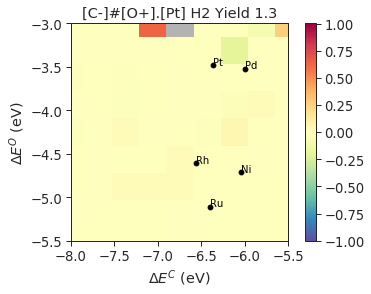 [C-]#[O+].[Pt] H2 Yield 1.3
−3.0
−3.5
−4.0
−4.5
−5.0
−5.5
ΔE^O (eV)
Pt
Pd
Rh
Ni
Ru
−8.0 −7.5 −7.0 −6.5 −6.0 −5.5
ΔE^C (eV)
1.00
0.75
0.50
0.25
0.00
−0.25
−0.50
−0.75
−1.00